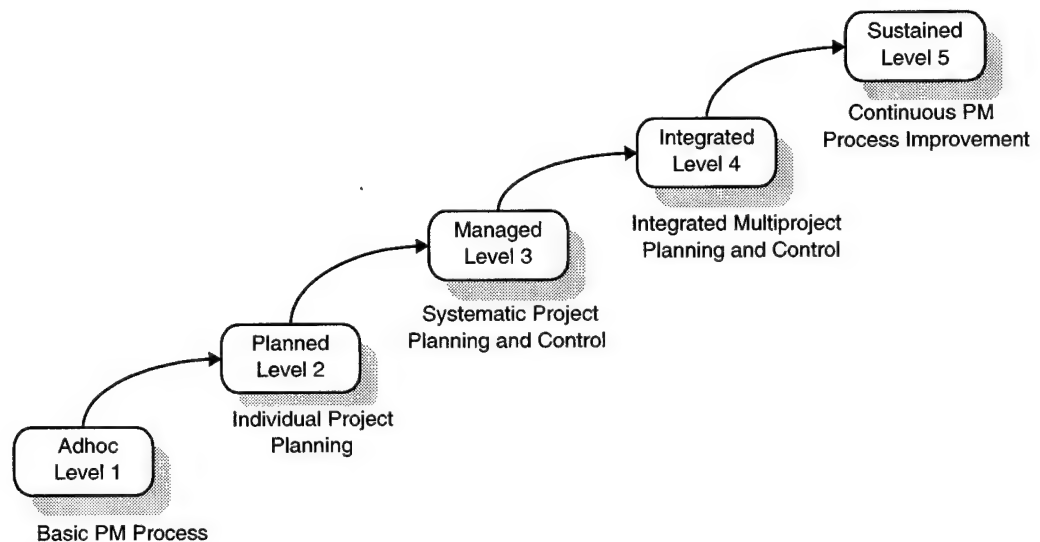 Sustained
Level 5
Continuous PM
Process Improvement
Integrated
Level 4
Integrated Multiproject
Planning and Control
Managed
Level 3
Systematic Project
Planning and Control
Planned
Level 2
Individual Project
Planning
Adhoc
Level 1
Basic PM Process